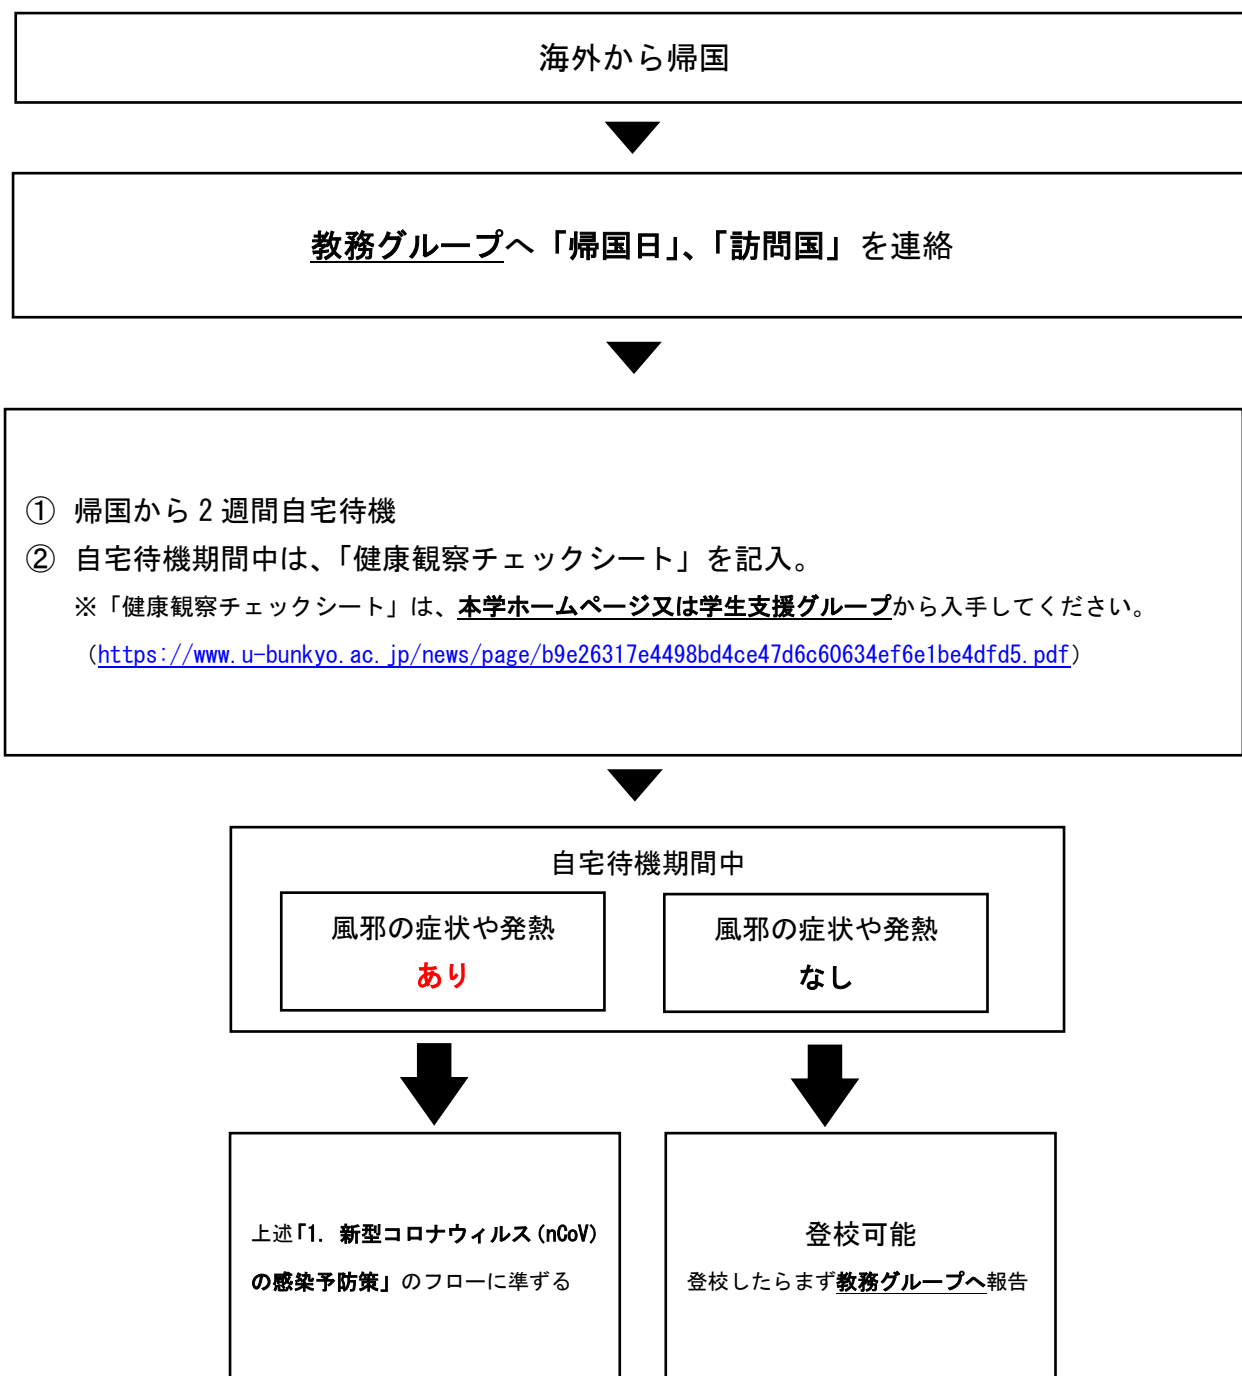 海外から帰国
教務グループへ「帰国日」、「訪問国」を連絡
① 帰国から2週間自宅待機
② 自宅待機期間中は、「健康観察チェックシート」を記入。
※「健康観察チェックシート」は、本学ホームページ又は学生支援グループから入手してください。
（https://www.u-bunkyo.ac.jp/news/page/b9e26317e4498bd4ce47d6c60634ef6e1be4dfd5.pdf）
自宅待機期間中
風邪の症状や発熱
あり
風邪の症状や発熱
なし
上述「1. 新型コロナウィルス(nCoV)
の感染予防策」のフローに準ずる
登校可能
登校したらまず教務グループへ報告